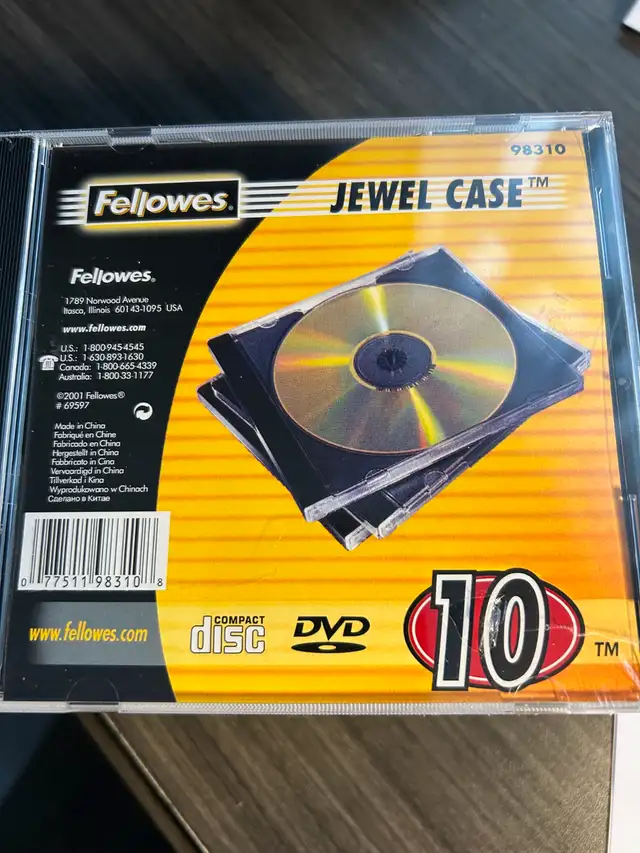 98310
Fellowes®
JEWEL CASE™
Fellowes®
1789 Norwood Avenue
Itasca, Illinois 60143-1095 USA
www.fellowes.com
U.S.: 1-800-945-4545
U.S.: 1-630-893-1630
Canada: 1-800-665-4339
Australia: 1-800-33-1177
©2001 Fellowes®
# 69597
Made in China
Fabriqué en Chine
Fabricado en China
Hergestellt in China
Fabbricato in Cina
Vervaardigd in China
Tillverkad i Kina
Wyprodukowano w Chinach
Сделано в Китае
0 77511 98310 8
www.fellowes.com
COMPACT
disc
DVD
10 ™